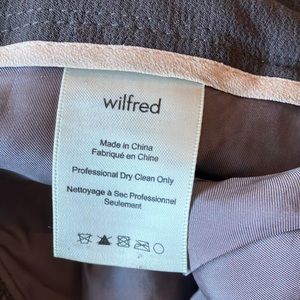 wilfred
Made in China
Fabriqué en Chine
Professional Dry Clean Only
Nettoyage à Sec Professionnel
Seulement